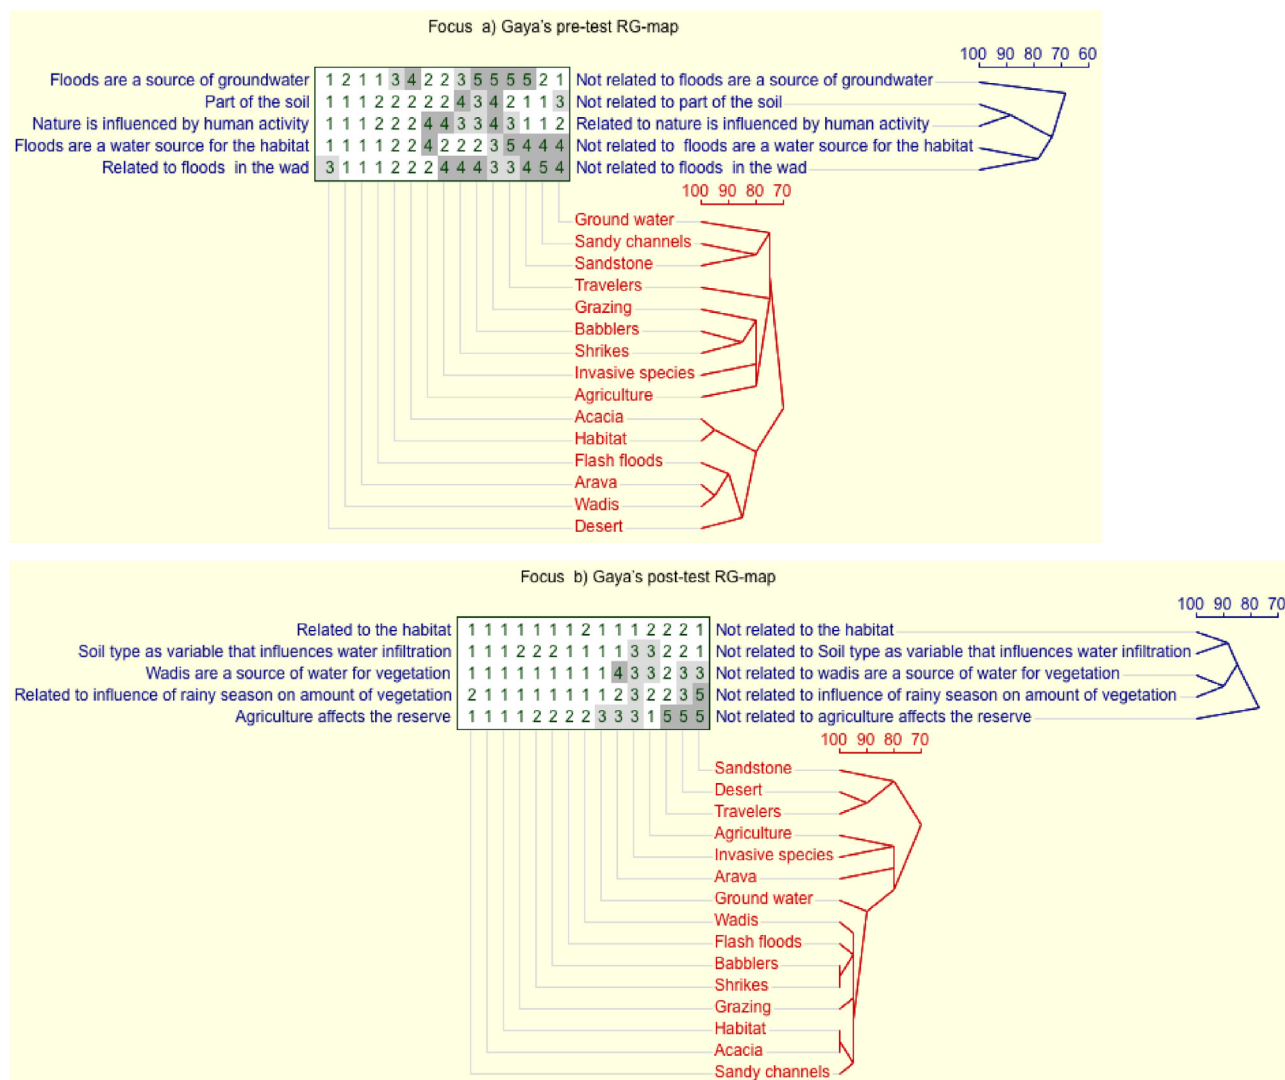 Focus a) Gaya's pre-test RG-map
100 90 80 70 60
Floods are a source of groundwater 1 2 1 1 3 4 2 2 3 5 5 5 5 2 1 Not related to floods are a source of groundwater
Part of the soil 1 1 1 2 2 2 2 2 4 3 4 2 1 1 3 Not related to part of the soil
Nature is influenced by human activity 1 1 1 2 2 2 4 4 3 3 4 3 1 1 2 Related to nature is influenced by human activity
Floods are a water source for the habitat 1 1 1 1 2 2 4 2 2 2 3 5 4 4 4 Not related to floods are a water source for the habitat
Related to floods in the wad 3 1 1 1 2 2 2 4 4 4 3 3 4 5 4 Not related to floods in the wad
100 90 80 70
Ground water
Sandy channels
Sandstone
Travelers
Grazing
Babblers
Shrikes
Invasive species
Agriculture
Acacia
Habitat
Flash floods
Arava
Wadis
Desert
Focus b) Gaya's post-test RG-map
100 90 80 70
Related to the habitat 1 1 1 1 1 1 1 2 1 1 1 2 2 2 1 Not related to the habitat
Soil type as variable that influences water infiltration 1 1 1 2 2 2 1 1 1 1 3 3 2 2 1 Not related to Soil type as variable that influences water infiltration
Wadis are a source of water for vegetation 1 1 1 1 1 1 1 1 1 4 3 3 2 3 3 Not related to wadis are a source of water for vegetation
Related to influence of rainy season on amount of vegetation 2 1 1 1 1 1 1 1 1 2 3 2 2 3 5 Not related to influence of rainy season on amount of vegetation
Agriculture affects the reserve 1 1 1 1 2 2 2 2 3 3 3 1 5 5 5 Not related to agriculture affects the reserve
100 90 80 70
Sandstone
Desert
Travelers
Agriculture
Invasive species
Arava
Ground water
Wadis
Flash floods
Babblers
Shrikes
Grazing
Habitat
Acacia
Sandy channels